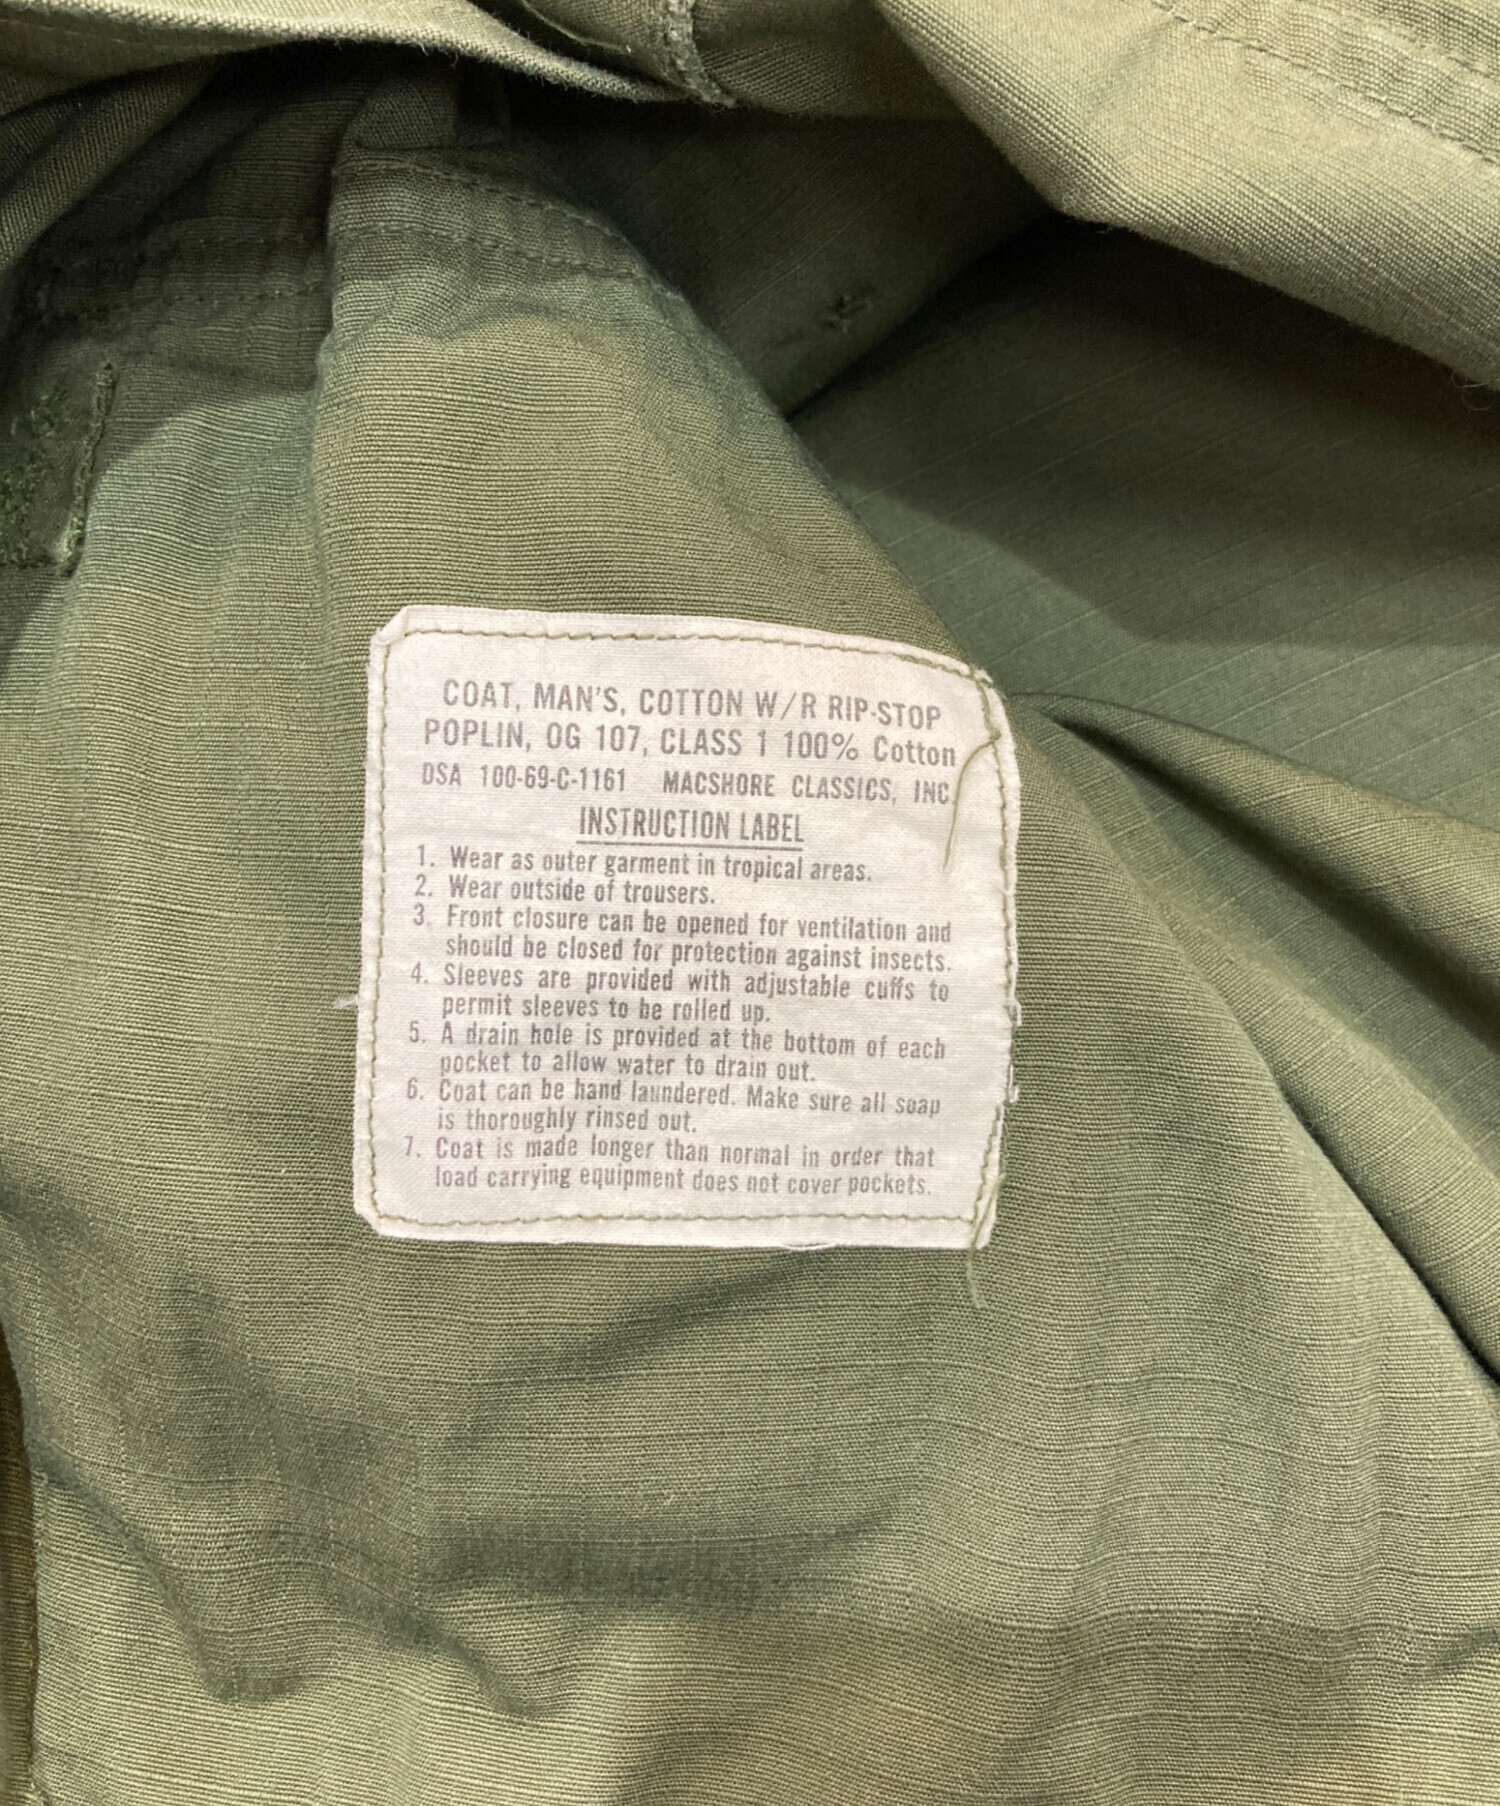 COAT, MAN'S, COTTON W/R RIP-STOP
POPLIN, OG 107, CLASS 1 100% Cotton
DSA 100-69-C-1161 MACSHORE CLASSICS, INC.
INSTRUCTION LABEL
1. Wear as outer garment in tropical areas.
2. Wear outside of trousers.
3. Front closure can be opened for ventilation and
should be closed for protection against insects.
4. Sleeves are provided with adjustable cuffs to
permit sleeves to be rolled up.
5. A drain hole is provided at the bottom of each
pocket to allow water to drain out.
6. Coat can be hand laundered. Make sure all soap
is thoroughly rinsed out.
7. Coat is made longer than normal in order that
load carrying equipment does not cover pockets.